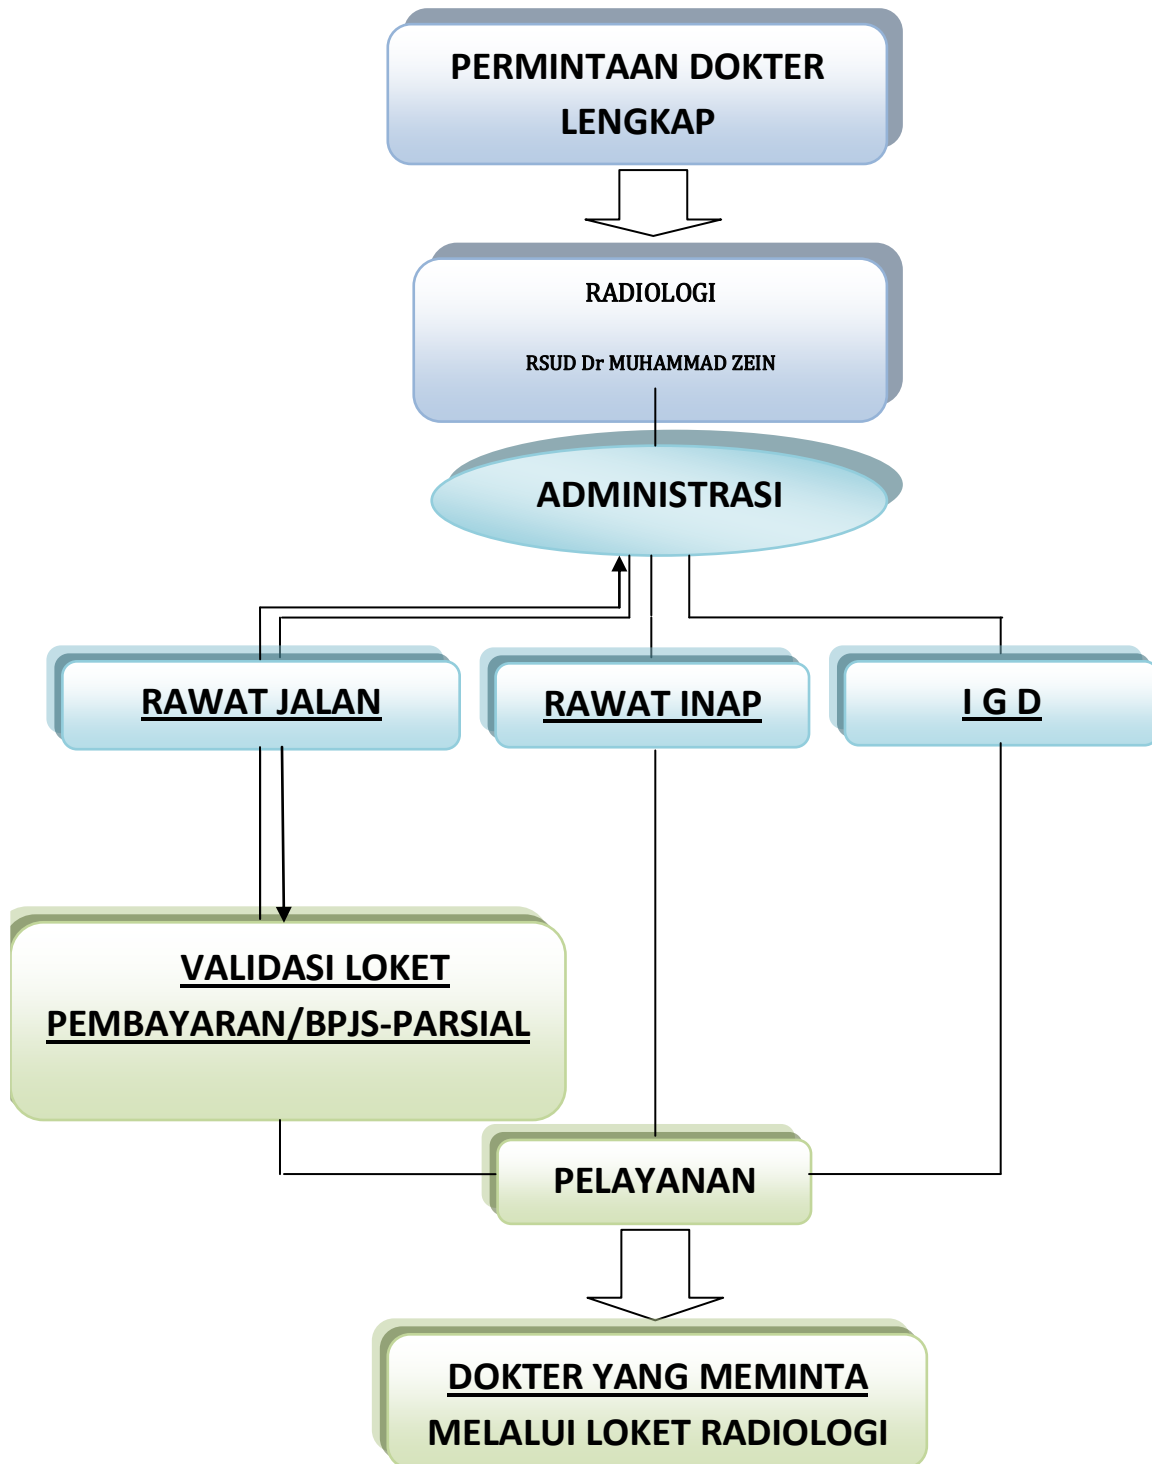 PERMINTAAN DOKTER
LENGKAP
RADIOLOGI
RSUD Dr MUHAMMAD ZEIN
ADMINISTRASI
RAWAT JALAN
RAWAT INAP
I G D
VALIDASI LOKET
PEMBAYARAN/BPJS-PARSIAL
PELAYANAN
DOKTER YANG MEMINTA
MELALUI LOKET RADIOLOGI